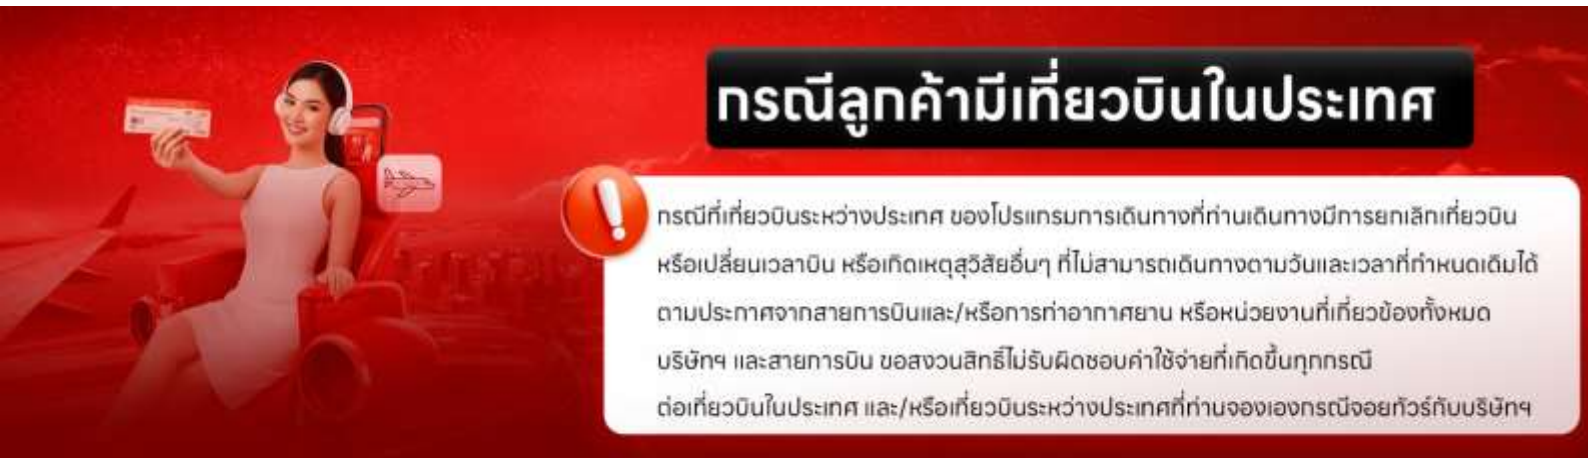 กรณีลูกค้ามีเที่ยวบินในประเทศ
กรณีที่เที่ยวบินระหว่างประเทศ ของโปรแกรมการเดินทางที่ท่านเดินทางมีการยกเลิกเที่ยวบิน
หรือเปลี่ยนเวลาบิน หรือเกิดเหตุสุวิสัยอื่นๆ ที่ไม่สามารถเดินทางตามวันและเวลาที่กำหนดเดิมได้
ตามประกาศจากสายการบินและ/หรือการท่าอากาศยาน หรือหน่วยงานที่เกี่ยวข้องทั้งหมด
บริษัทฯ และสายการบิน ขอสงวนสิทธิ์ไม่รับผิดชอบค่าใช้จ่ายที่เกิดขึ้นทุกกรณี
ต่อเที่ยวบินในประเทศ และ/หรือเที่ยวบินระหว่างประเทศที่ท่านจองเองกรณีจอยทัวร์กับบริษัทฯ